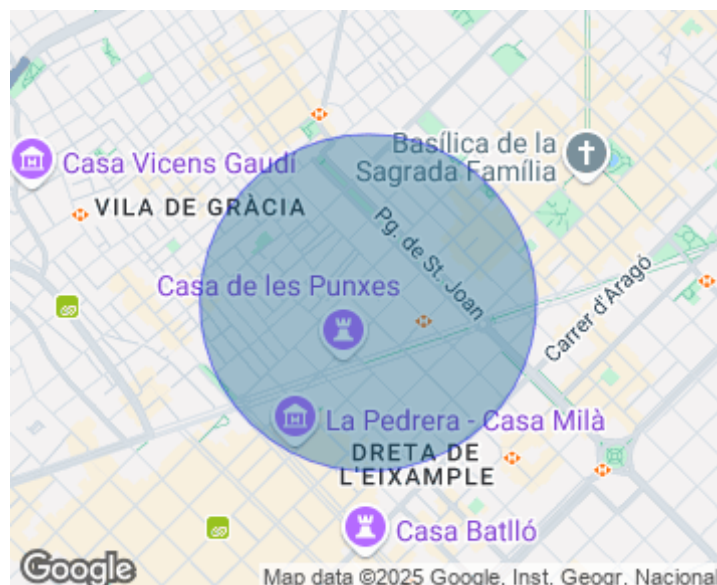 Basílica de la
Sagrada Família
Casa Vicens Gaudí
VILA DE GRÀCIA
Pg. de St. Joan
Casa de les Punxes
Carrer d'Aragó
La Pedrera - Casa Milà
DRETA DE
L'EIXAMPLE
Casa Batlló
Google
Map data ©2025 Google, Inst. Geogr. Nacional